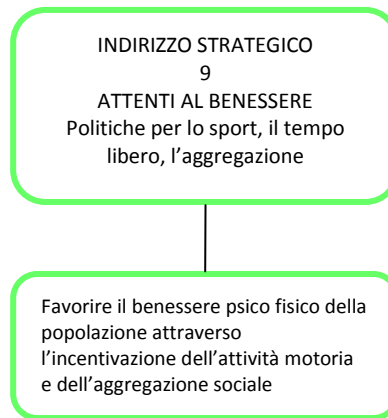 INDIRIZZO STRATEGICO
9
ATTENTI AL BENESSERE
Politiche per lo sport, il tempo
libero, l’aggregazione
Favorire il benessere psico fisico della
popolazione attraverso
l’incentivazione dell’attività motoria
e dell’aggregazione sociale